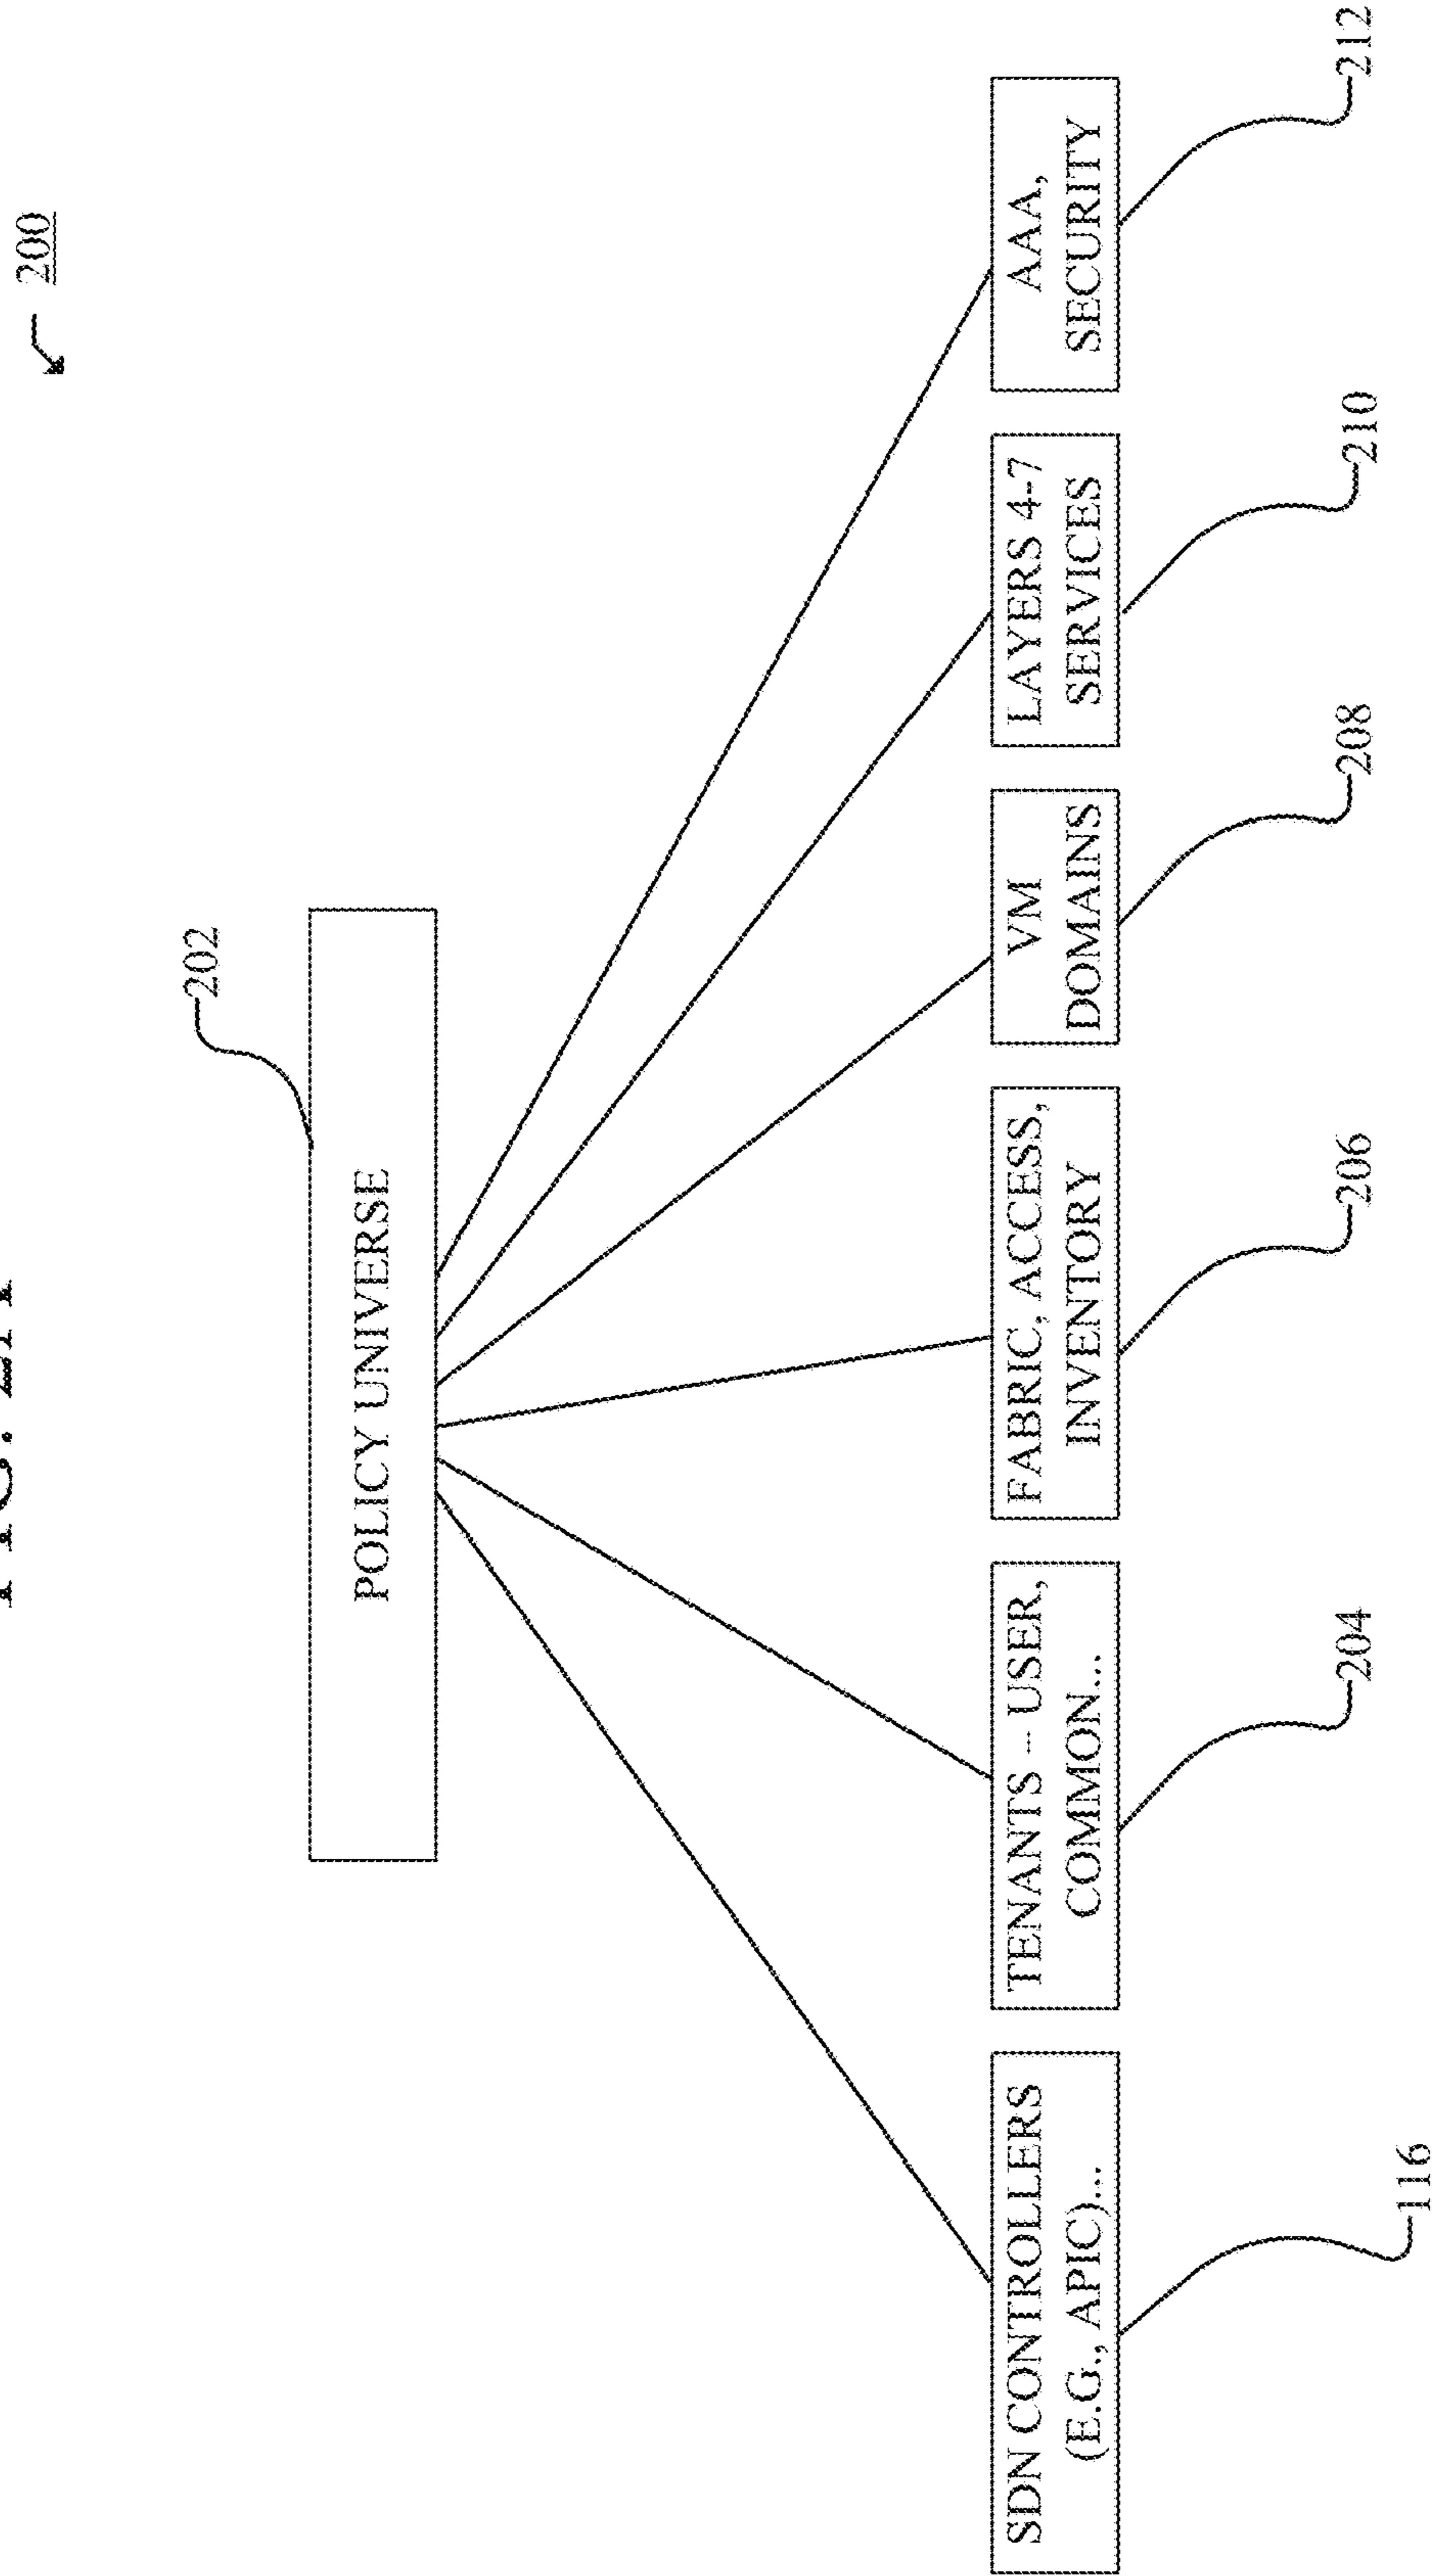 200
202
POLICY UNIVERSE
SDN CONTROLLERS
(E.G., APIC)...
116
TENANTS – USER,
COMMON...
204
FABRIC, ACCESS,
INVENTORY
206
VM
DOMAINS
208
LAYERS 4-7
SERVICES
210
AAA,
SECURITY
212